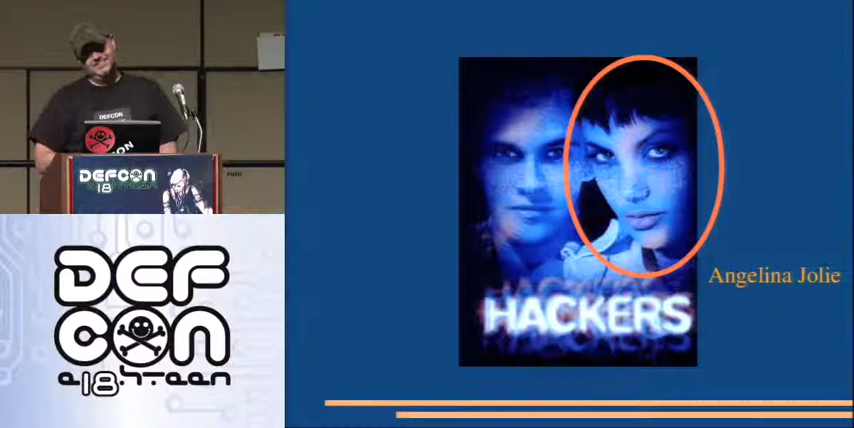 DEFCON
DEFCON
18
DEF
CON
e18hteen
HACKERS
Angelina Jolie